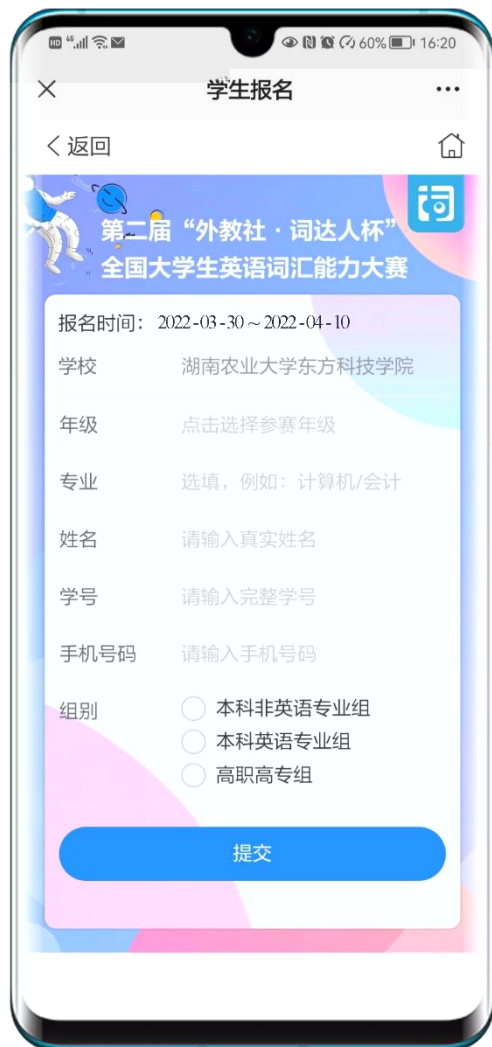 HD 46 60% 16:20
学生报名
返回
词
第二届“外教社·词达人杯”
全国大学生英语词汇能力大赛
报名时间： 2022-03-30 ~ 2022-04-10
学校 湖南农业大学东方科技学院
年级 点击选择参赛年级
专业 选填，例如：计算机/会计
姓名 请输入真实姓名
学号 请输入完整学号
手机号码 请输入手机号码
组别 本科非英语专业组
本科英语专业组
高职高专组
提交